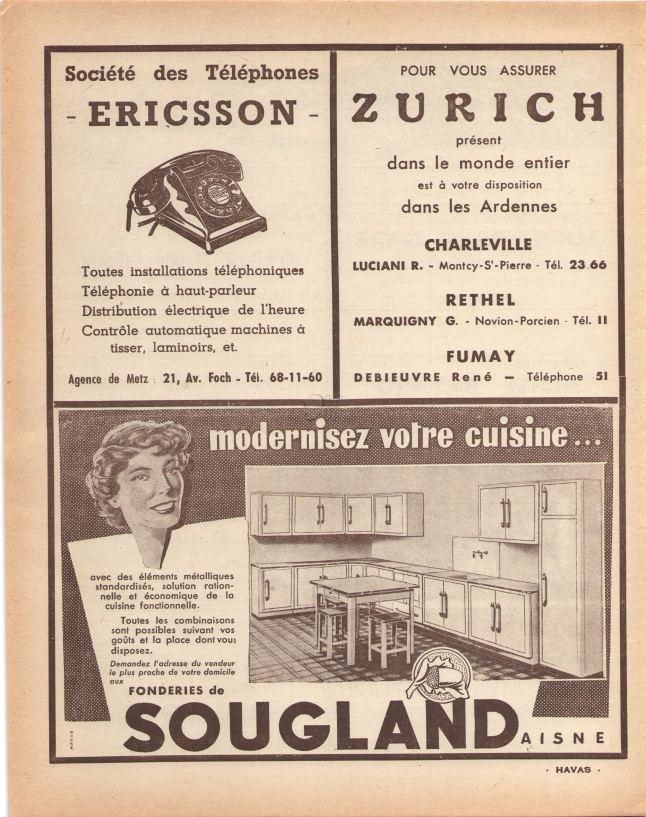 Société des Téléphones
- ERICSSON -
Toutes installations téléphoniques
Téléphonie à haut-parleur
Distribution électrique de l'heure
Contrôle automatique machines à
tisser, laminoirs, et.
Agence de Metz : 21, Av. Foch - Tél. 68-11-60
POUR VOUS ASSURER
ZURICH
présent
dans le monde entier
est à votre disposition
dans les Ardennes
CHARLEVILLE
LUCIANI R. - Montcy-St-Pierre - Tél. 23.66
RETHEL
MARQUIGNY G. - Novion-Porcien - Tél. 11
FUMAY
DEBIEUVRE René — Téléphone 51
modernisez votre cuisine...
avec des éléments métalliques
standardisés, solution ration-
nelle et économique de la
cuisine fonctionnelle.
Toutes les combinaisons
sont possibles suivant vos
goûts et la place dont vous
disposez.
Demandez l'adresse du vendeur
le plus proche de votre domicile
aux
FONDERIES de
SOUGLAND
AISNE
HAVAS
- HAVAS -